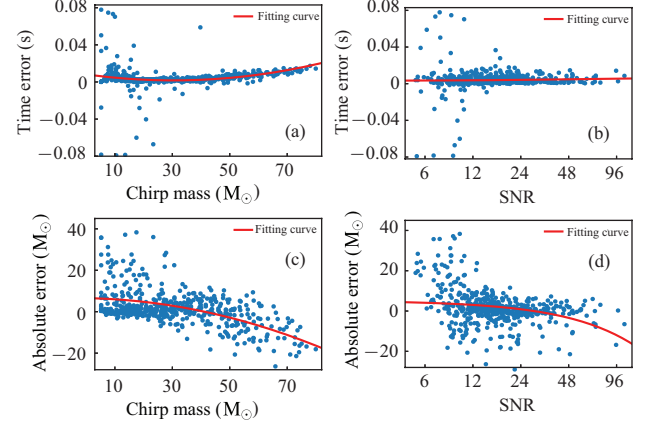 0.08
0.04
0
−0.04
−0.08
Time error (s)
Fitting curve
(a)
10
30
50
70
Chirp mass (M⊙)
0.08
0.04
0
−0.04
−0.08
Time error (s)
Fitting curve
(b)
6
12
24
48
96
SNR
40
20
0
−20
Absolute error (M⊙)
Fitting curve
(c)
10
30
50
70
Chirp mass (M⊙)
40
20
0
−20
Absolute error (M⊙)
Fitting curve
(d)
6
12
24
48
96
SNR